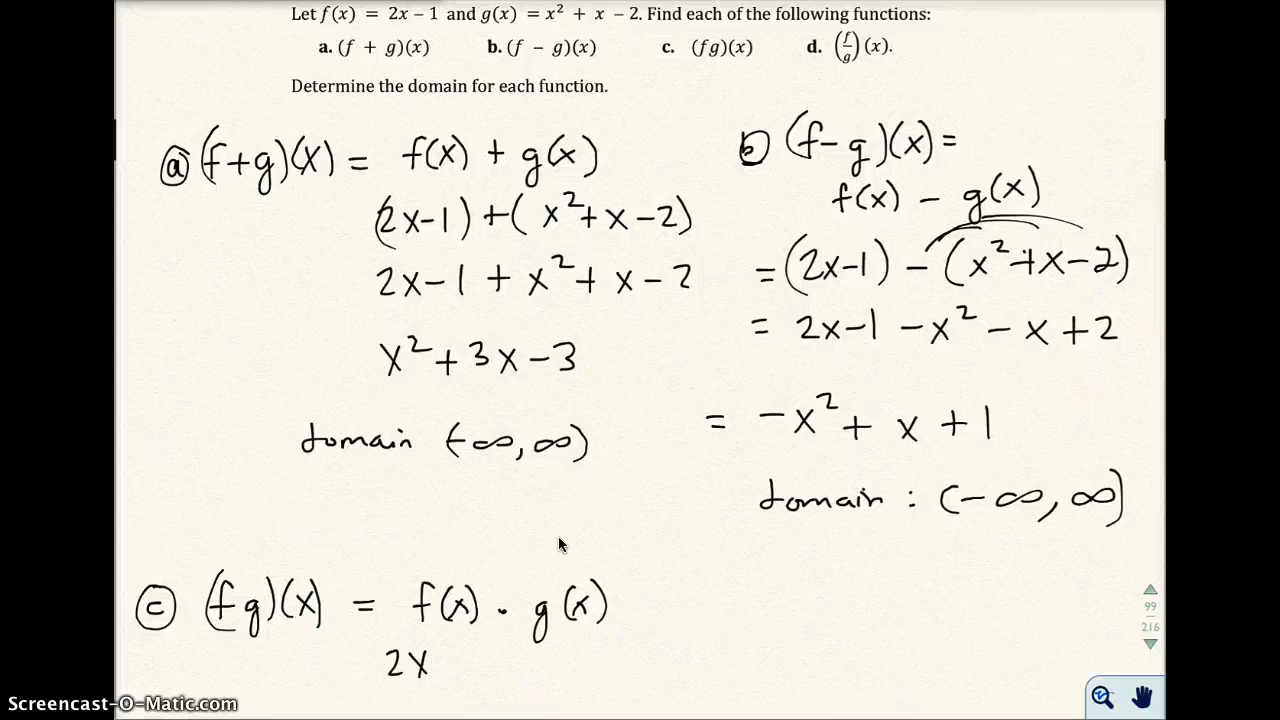 Let f(x) = 2x – 1 and g(x) = x² + x – 2. Find each of the following functions:
a. (f + g)(x) b. (f – g)(x) c. (fg)(x) d. (f/g)(x).
Determine the domain for each function.
a (f+g)(x) = f(x) + g(x)
(2x-1) + (x²+x-2)
2x-1 + x² + x - 2
x² + 3x - 3
domain (-∞, ∞)
b (f-g)(x) =
f(x) - g(x)
= (2x-1) - (x²+x-2)
= 2x-1 -x² - x + 2
= -x² + x + 1
domain : (-∞, ∞)
c (fg)(x) = f(x) · g(x)
2x
99
216
Screencast-O-Matic.com